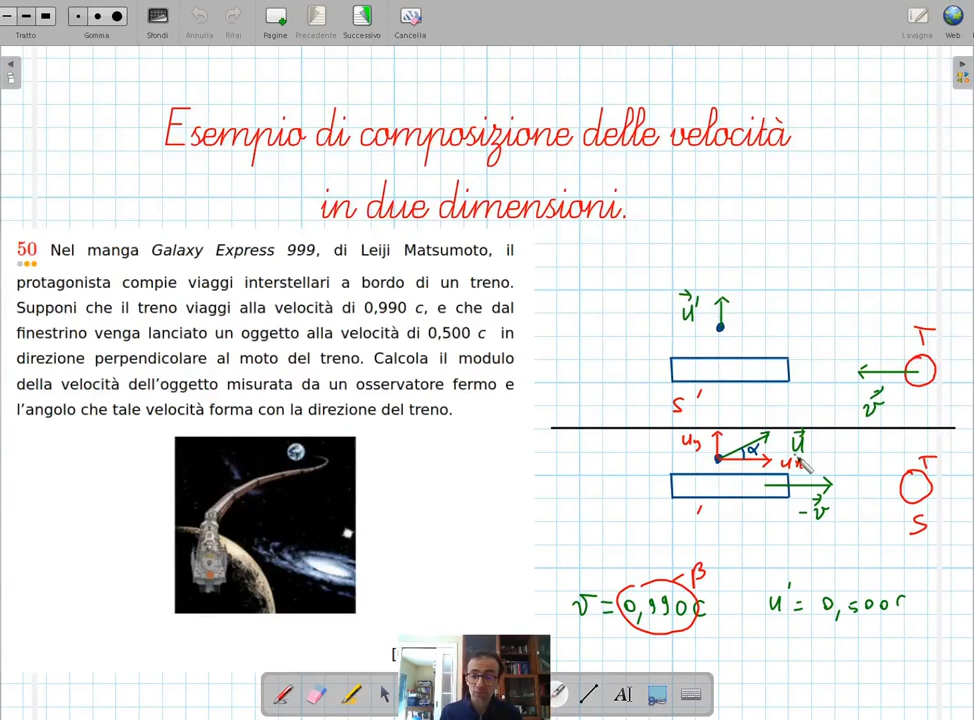 Tratto
Gomma
Sfondi
Annulla
Rifai
Pagine
Precedente
Successivo
Cancella
Lavagna
Web
Esempio di composizione delle velocità
in due dimensioni.
50 Nel manga Galaxy Express 999, di Leiji Matsumoto, il
protagonista compie viaggi interstellari a bordo di un treno.
Supponi che il treno viaggi alla velocità di 0,990 c, e che dal
finestrino venga lanciato un oggetto alla velocità di 0,500 c in
direzione perpendicolare al moto del treno. Calcola il modulo
della velocità dell'oggetto misurata da un osservatore fermo e
l'angolo che tale velocità forma con la direzione del treno.
u⃗'
T
v⃗
S'
uy
α
u⃗
T
-v⃗
S
'
β
v = 0,990c
u' = 0,500
[
AI